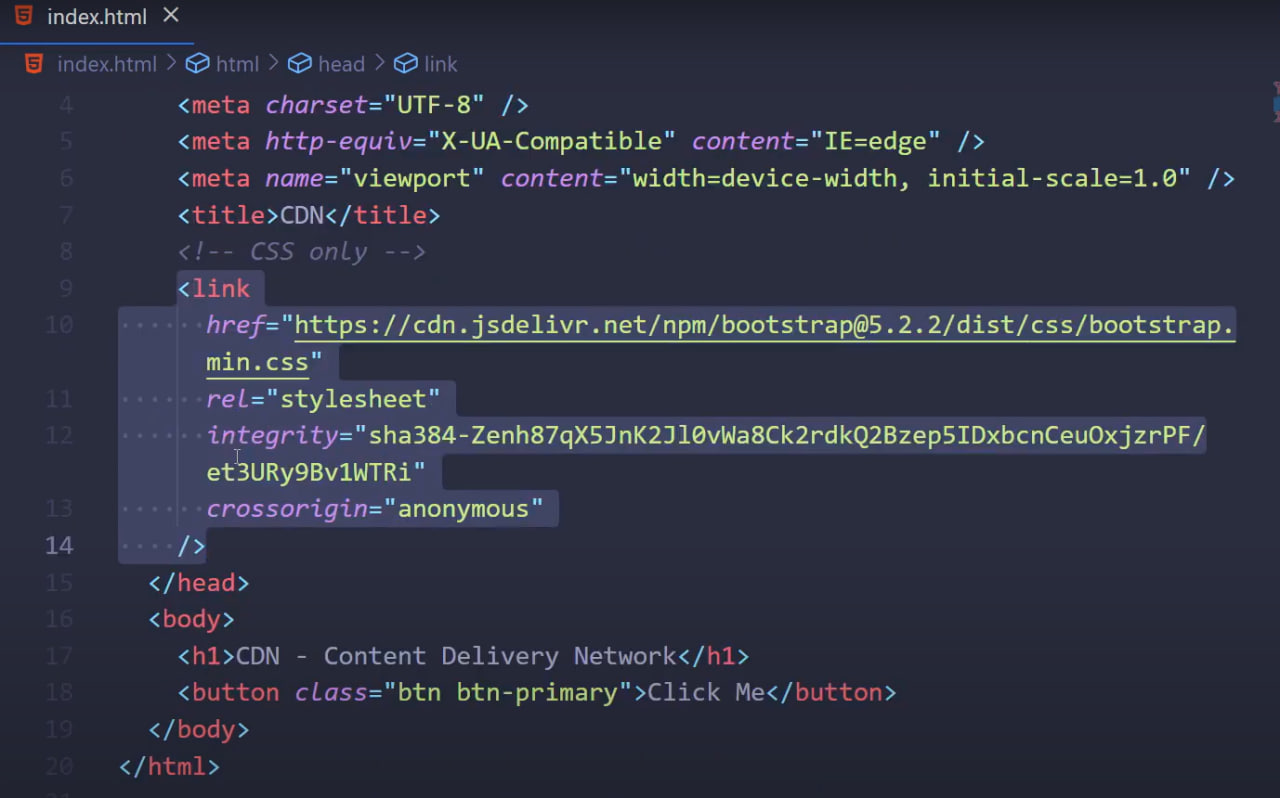 index.html
index.html > html > head > link
4 <meta charset="UTF-8" />
5 <meta http-equiv="X-UA-Compatible" content="IE=edge" />
6 <meta name="viewport" content="width=device-width, initial-scale=1.0" />
7 <title>CDN</title>
8 <!-- CSS only -->
9 <link
10 href="https://cdn.jsdelivr.net/npm/bootstrap@5.2.2/dist/css/bootstrap.
min.css"
11 rel="stylesheet"
12 integrity="sha384-Zenh87qX5JnK2Jl0vWa8Ck2rdkQ2Bzep5IDxbcnCeuOxjzrPF/
et3URy9Bv1WTRi"
13 crossorigin="anonymous"
14 />
15 </head>
16 <body>
17 <h1>CDN - Content Delivery Network</h1>
18 <button class="btn btn-primary">Click Me</button>
19 </body>
20 </html>